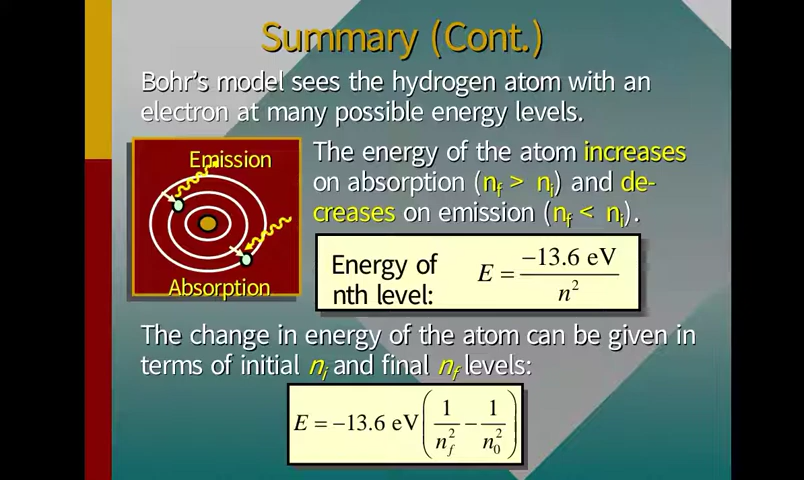 Summary (Cont.)
Bohr's model sees the hydrogen atom with an
electron at many possible energy levels.
Emission
Absorption
The energy of the atom increases
on absorption (nf > ni) and de-
creases on emission (nf < ni).
Energy of
nth level:
E = −13.6 eV / n²
The change in energy of the atom can be given in
terms of initial ni and final nf levels:
E = −13.6 eV (1/nf² − 1/n0²)